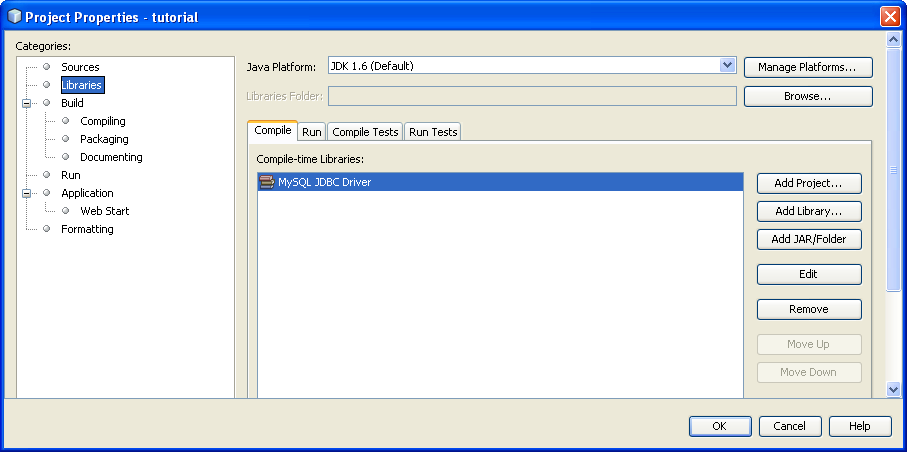 Project Properties - tutorial
Categories:
Sources
Libraries
Build
Compiling
Packaging
Documenting
Run
Application
Web Start
Formatting
Java Platform: JDK 1.6 (Default) Manage Platforms...
Libraries Folder: Browse...
Compile Run Compile Tests Run Tests
Compile-time Libraries:
MySQL JDBC Driver
Add Project...
Add Library...
Add JAR/Folder
Edit
Remove
Move Up
Move Down
OK Cancel Help